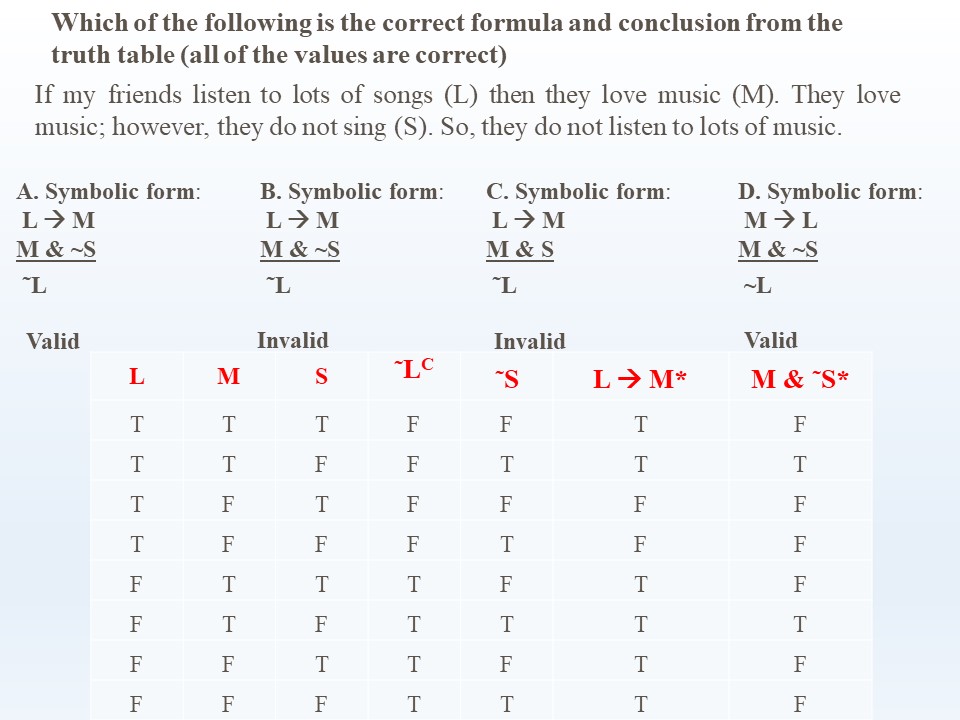 Which of the following is the correct formula and conclusion from the
truth table (all of the values are correct)
If my friends listen to lots of songs (L) then they love music (M). They love
music; however, they do not sing (S). So, they do not listen to lots of music.
A. Symbolic form: B. Symbolic form: C. Symbolic form: D. Symbolic form:
L → M L → M L → M M → L
M & ~S M & ~S M & S M & ~S
˜L ˜L ˜L ~L
Valid Invalid Invalid Valid
L M S ˜Lᶜ ˜S L → M* M & ˜S*
T T T F F T F
T T F F T T T
T F T F F F F
T F F F T F F
F T T T F T F
F T F T T T T
F F T T F T F
F F F T T T F